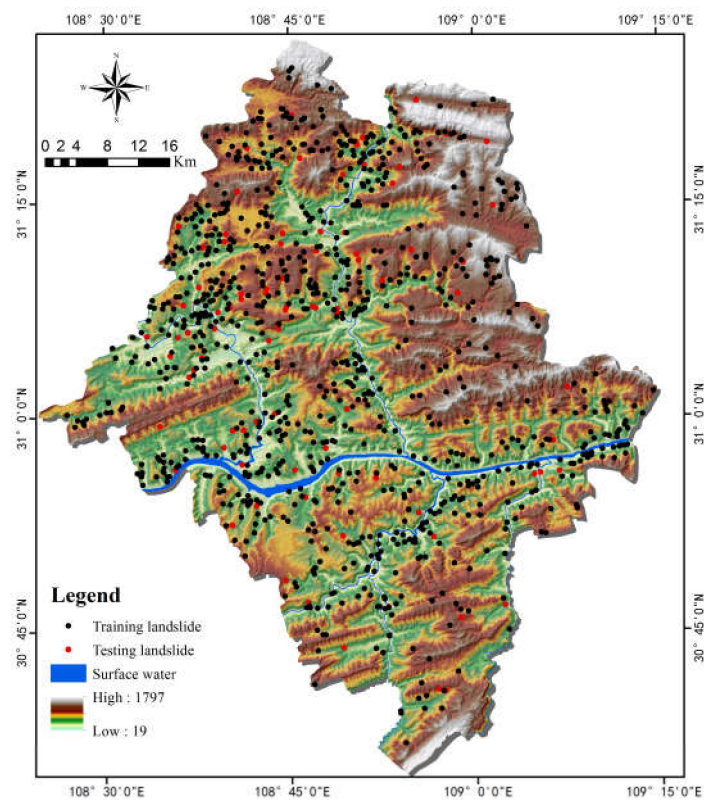 108° 30'0"E 108° 45'0"E 109° 0'0"E 109° 15'0"E
N
W E
S
0 2 4 8 12 16
Km
31° 15'0"N 31° 15'0"N
31° 0'0"N 31° 0'0"N
30° 45'0"N 30° 45'0"N
Legend
Training landslide
Testing landslide
Surface water
High : 1797
Low : 19
108° 30'0"E 108° 45'0"E 109° 0'0"E 109° 15'0"E